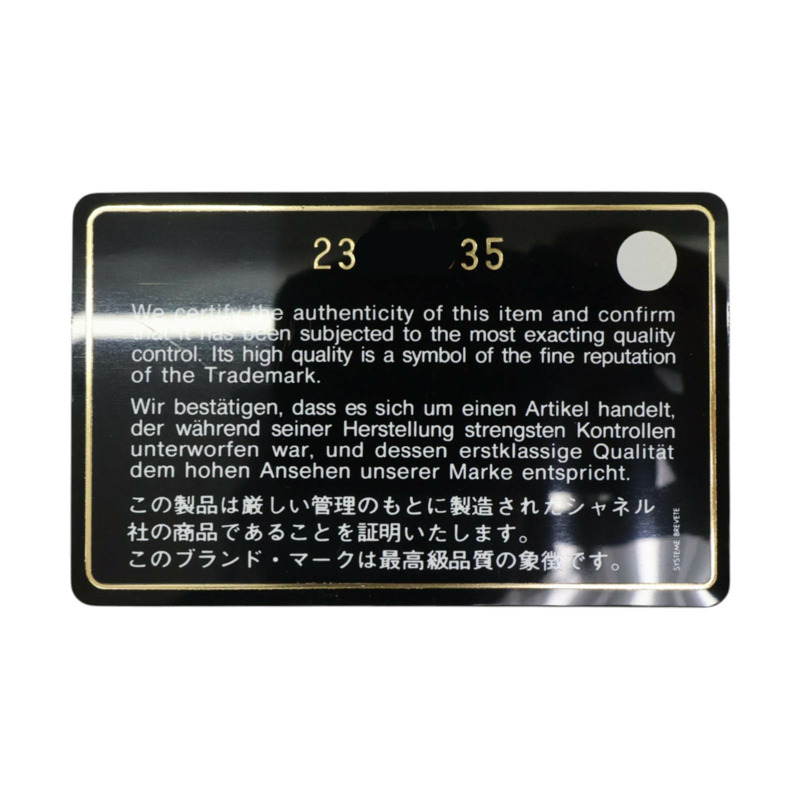 23 35
We certify the authenticity of this item and confirm
that it has been subjected to the most exacting quality
control. Its high quality is a symbol of the fine reputation
of the Trademark.
Wir bestätigen, dass es sich um einen Artikel handelt,
der während seiner Herstellung strengsten Kontrollen
unterworfen war, und dessen erstklassige Qualität
dem hohen Ansehen unserer Marke entspricht.
この製品は厳しい管理のもとに製造されたシャネル
社の商品であることを証明いたします。
このブランド・マークは最高級品質の象徴です。
SYSTEME BREVETE